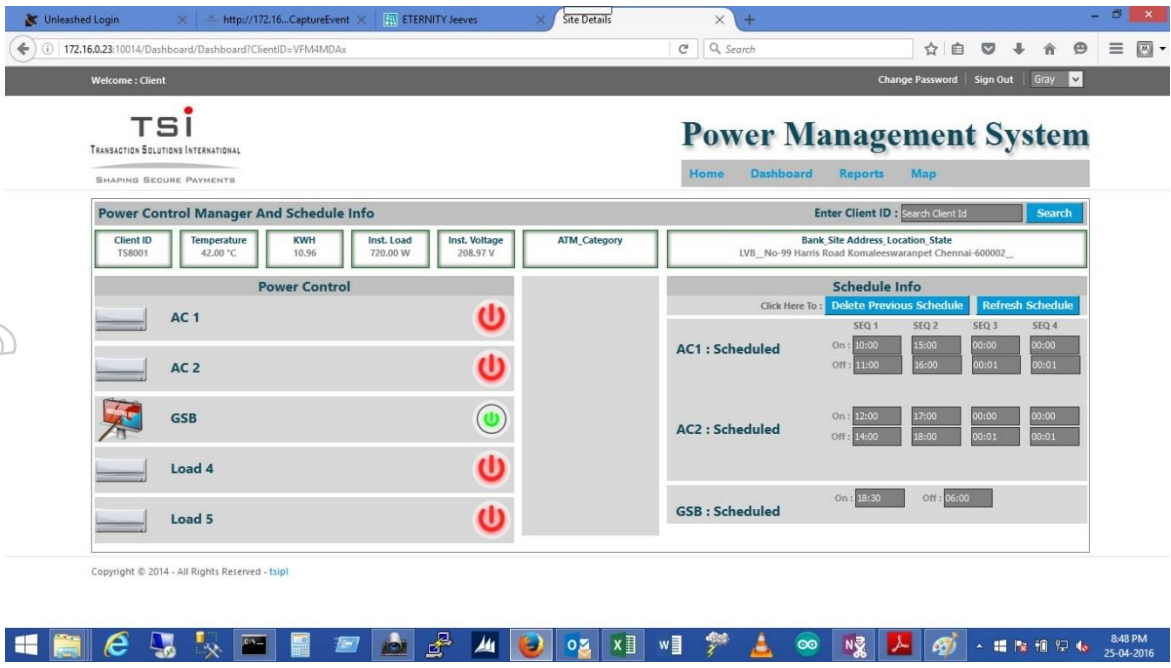 Unleashed Login
http://172.16...CaptureEvent
ETERNITY Jeeves
Site Details
172.16.0.23:10014/Dashboard/Dashboard?ClientID=VFM4MDAx
Search
Welcome : Client
Change Password
Sign Out
Gray
TSi
TRANSACTION SOLUTIONS INTERNATIONAL
SHAPING SECURE PAYMENTS
Power Management System
Home
Dashboard
Reports
Map
Power Control Manager And Schedule Info
Enter Client ID :
Search Client Id
Search
Client ID
TS8001
Temperature
42.00 °C
KWH
10.96
Inst. Load
720.00 W
Inst. Voltage
208.97 V
ATM_Category
Bank_Site Address_Location_State
LVB__No-99 Harris Road Komaleeswaranpet Chennai-600002__
Power Control
AC 1
AC 2
GSB
Load 4
Load 5
Schedule Info
Click Here To :
Delete Previous Schedule
Refresh Schedule
SEQ 1 SEQ 2 SEQ 3 SEQ 4
AC1 : Scheduled
On : 10:00 15:00 00:00 00:00
Off : 11:00 16:00 00:01 00:01
AC2 : Scheduled
On : 12:00 17:00 00:00 00:00
Off : 14:00 18:00 00:01 00:01
GSB : Scheduled
On : 18:30 Off : 06:00
Copyright © 2014 - All Rights Reserved - tsipl
8:48 PM
25-04-2016